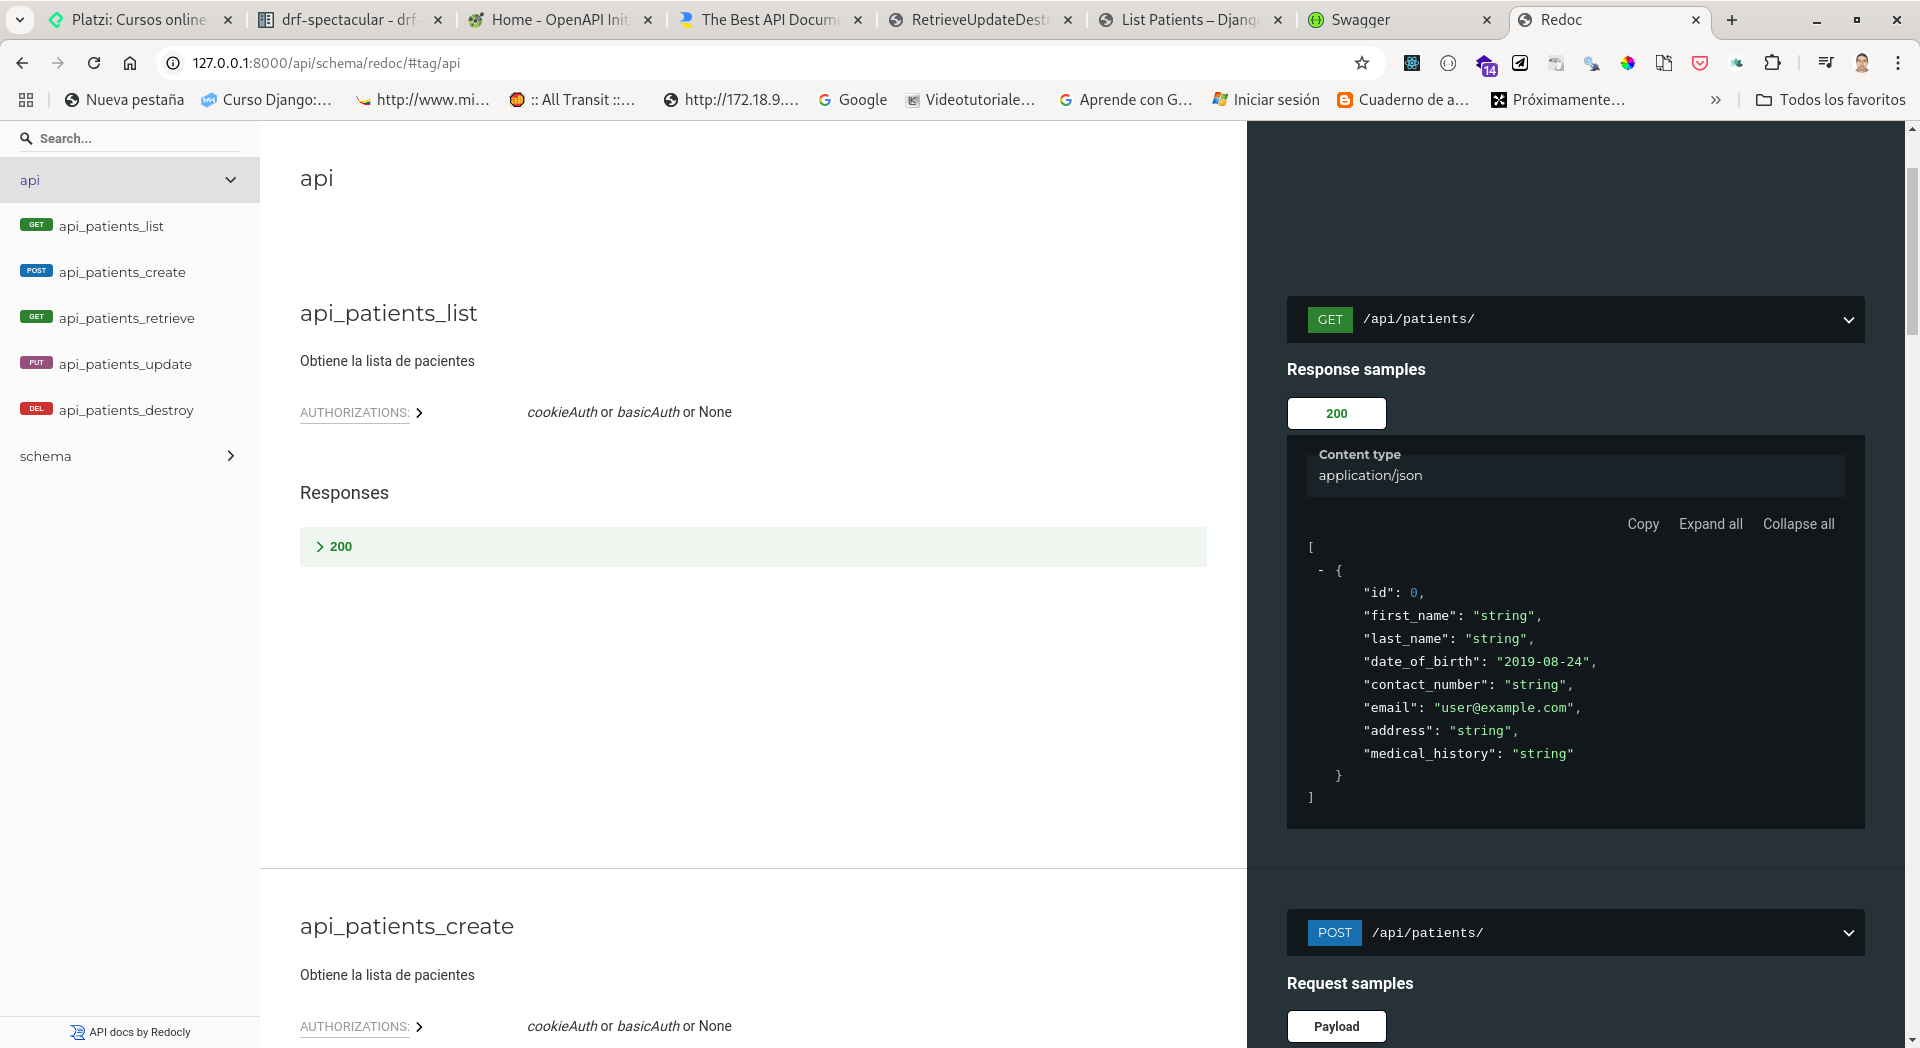 Platzi: Cursos online
drf-spectacular - drf-
Home - OpenAPI Initi
The Best API Docume
RetrieveUpdateDestr
List Patients – Django
Swagger
Redoc
127.0.0.1:8000/api/schema/redoc/#tag/api
14
Nueva pestaña
Curso Django:...
http://www.mi...
:: All Transit ::...
http://172.18.9....
Google
Videotutoriale...
Aprende con G...
Iniciar sesión
Cuaderno de a...
Próximamente...
»
Todos los favoritos
Search...
api
GET api_patients_list
POST api_patients_create
GET api_patients_retrieve
PUT api_patients_update
DEL api_patients_destroy
schema
API docs by Redocly
api
api_patients_list
Obtiene la lista de pacientes
AUTHORIZATIONS: cookieAuth or basicAuth or None
Responses
200
api_patients_create
Obtiene la lista de pacientes
AUTHORIZATIONS: cookieAuth or basicAuth or None
GET /api/patients/
Response samples
200
Content type
application/json
Copy Expand all Collapse all
[
- {
"id": 0,
"first_name": "string",
"last_name": "string",
"date_of_birth": "2019-08-24",
"contact_number": "string",
"email": "user@example.com",
"address": "string",
"medical_history": "string"
}
]
POST /api/patients/
Request samples
Payload